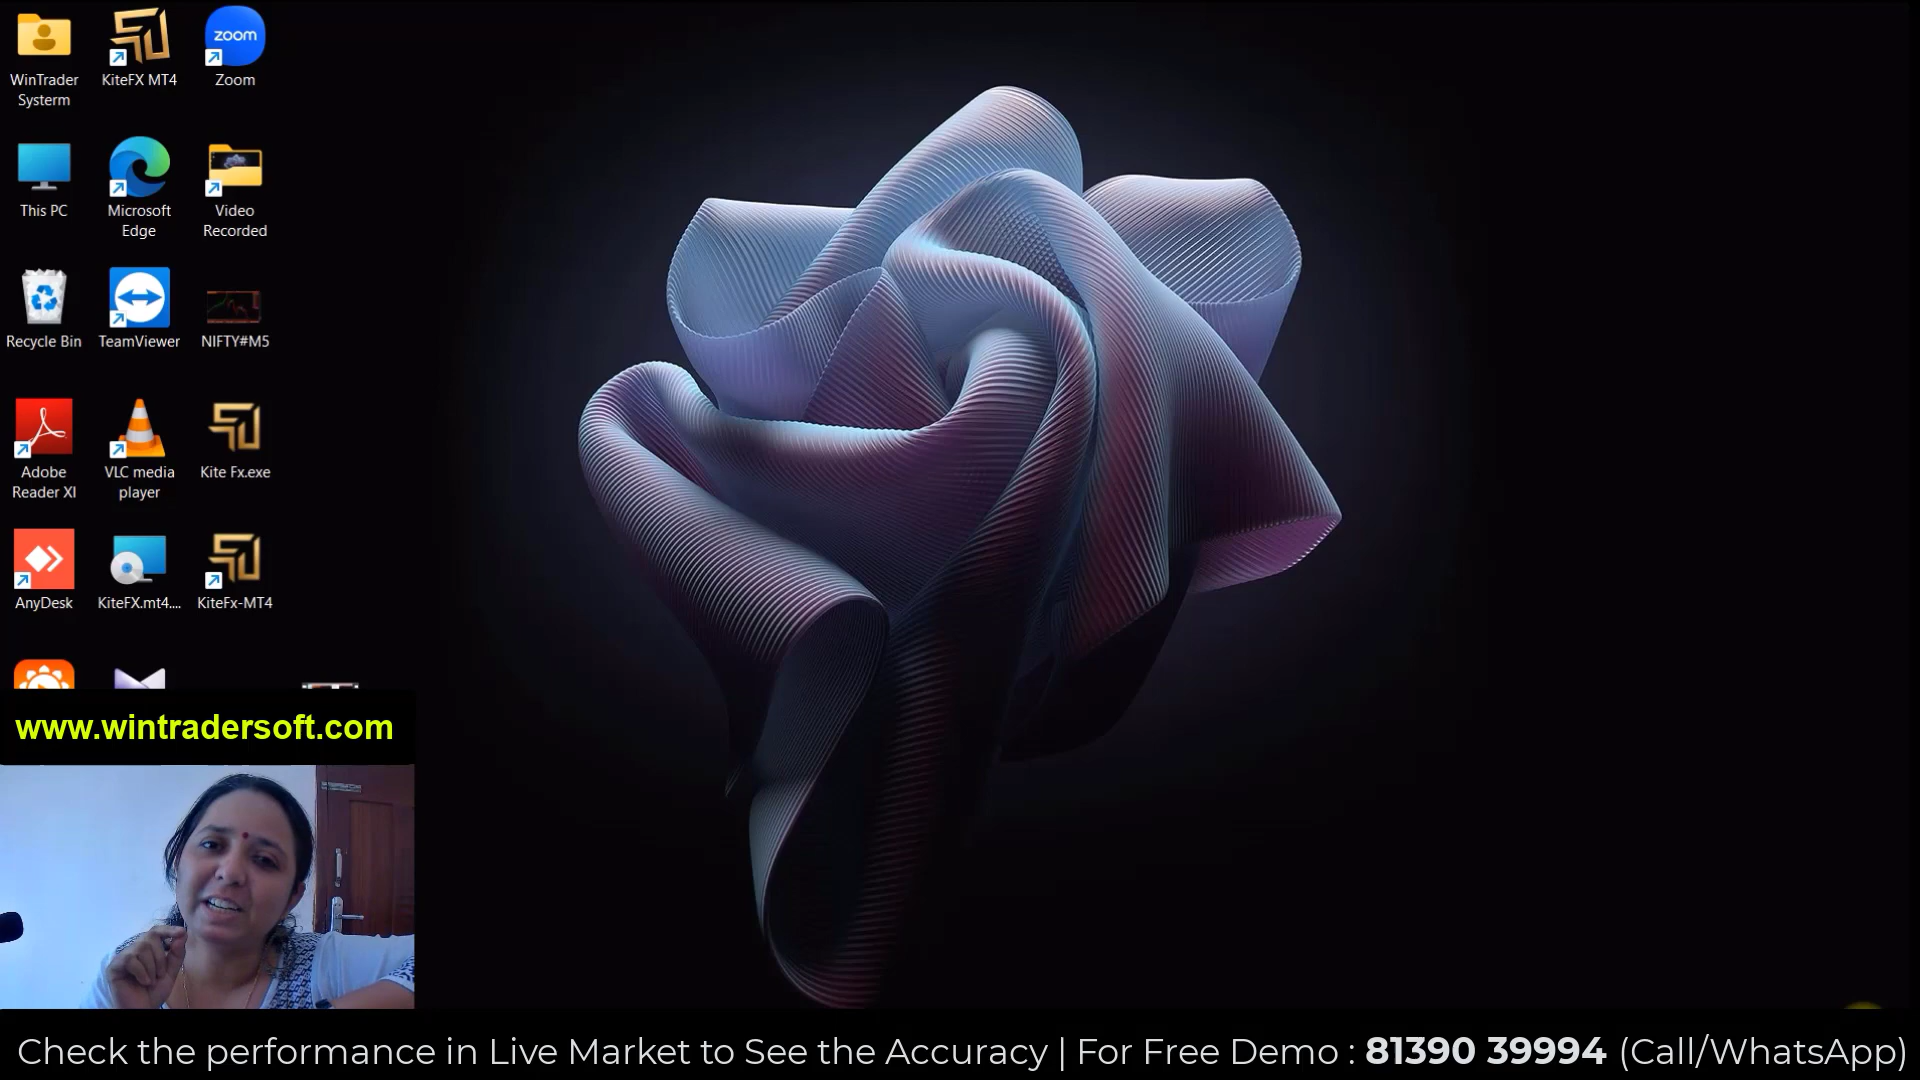 WinTrader
Systerm
KiteFX MT4
zoom
Zoom
This PC
Microsoft
Edge
Video
Recorded
Recycle Bin
TeamViewer
NIFTY#M5
Adobe
Reader XI
VLC media
player
Kite Fx.exe
AnyDesk
KiteFX.mt4....
KiteFx-MT4
www.wintradersoft.com
Check the performance in Live Market to See the Accuracy | For Free Demo : 81390 39994 (Call/WhatsApp)